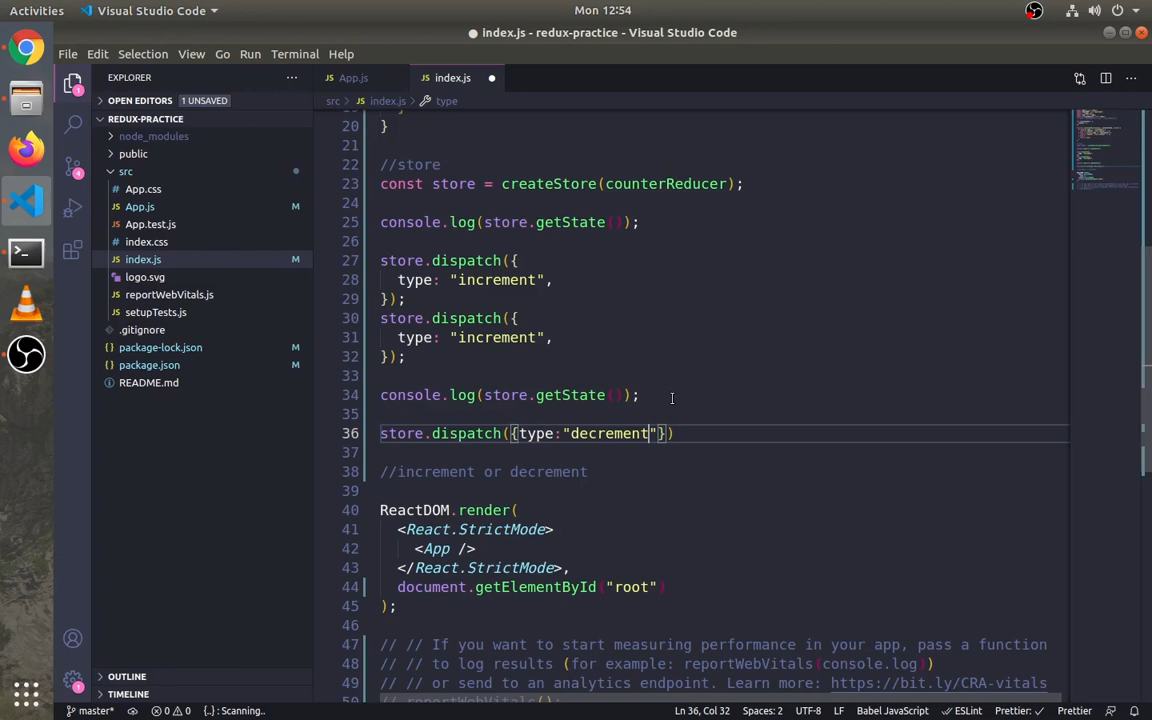 Activities
Visual Studio Code
Mon 12:54
index.js - redux-practice - Visual Studio Code
File Edit Selection View Go Run Terminal Help
EXPLORER
App.js
index.js
OPEN EDITORS 1 UNSAVED
src > index.js > type
REDUX-PRACTICE
node_modules
public
src
App.css
App.js M
App.test.js
index.css
index.js M
logo.svg
reportWebVitals.js
setupTests.js
.gitignore
package-lock.json M
package.json M
README.md
OUTLINE
TIMELINE
20 }
21
22 //store
23 const store = createStore(counterReducer);
24
25 console.log(store.getState());
26
27 store.dispatch({
28 type: "increment",
29 });
30 store.dispatch({
31 type: "increment",
32 });
33
34 console.log(store.getState());
35
36 store.dispatch({type:"decrement"})
37
38 //increment or decrement
39
40 ReactDOM.render(
41 <React.StrictMode>
42 <App />
43 </React.StrictMode>,
44 document.getElementById("root")
45 );
46
47 // // If you want to start measuring performance in your app, pass a function
48 // // to log results (for example: reportWebVitals(console.log))
49 // // or send to an analytics endpoint. Learn more: https://bit.ly/CRA-vitals
50 // reportWebVitals();
1
4
1
master*
0 0
{..}: Scanning..
Ln 36, Col 32
Spaces: 2
UTF-8
LF
Babel JavaScript
ESLint
Prettier: ✓
Prettier